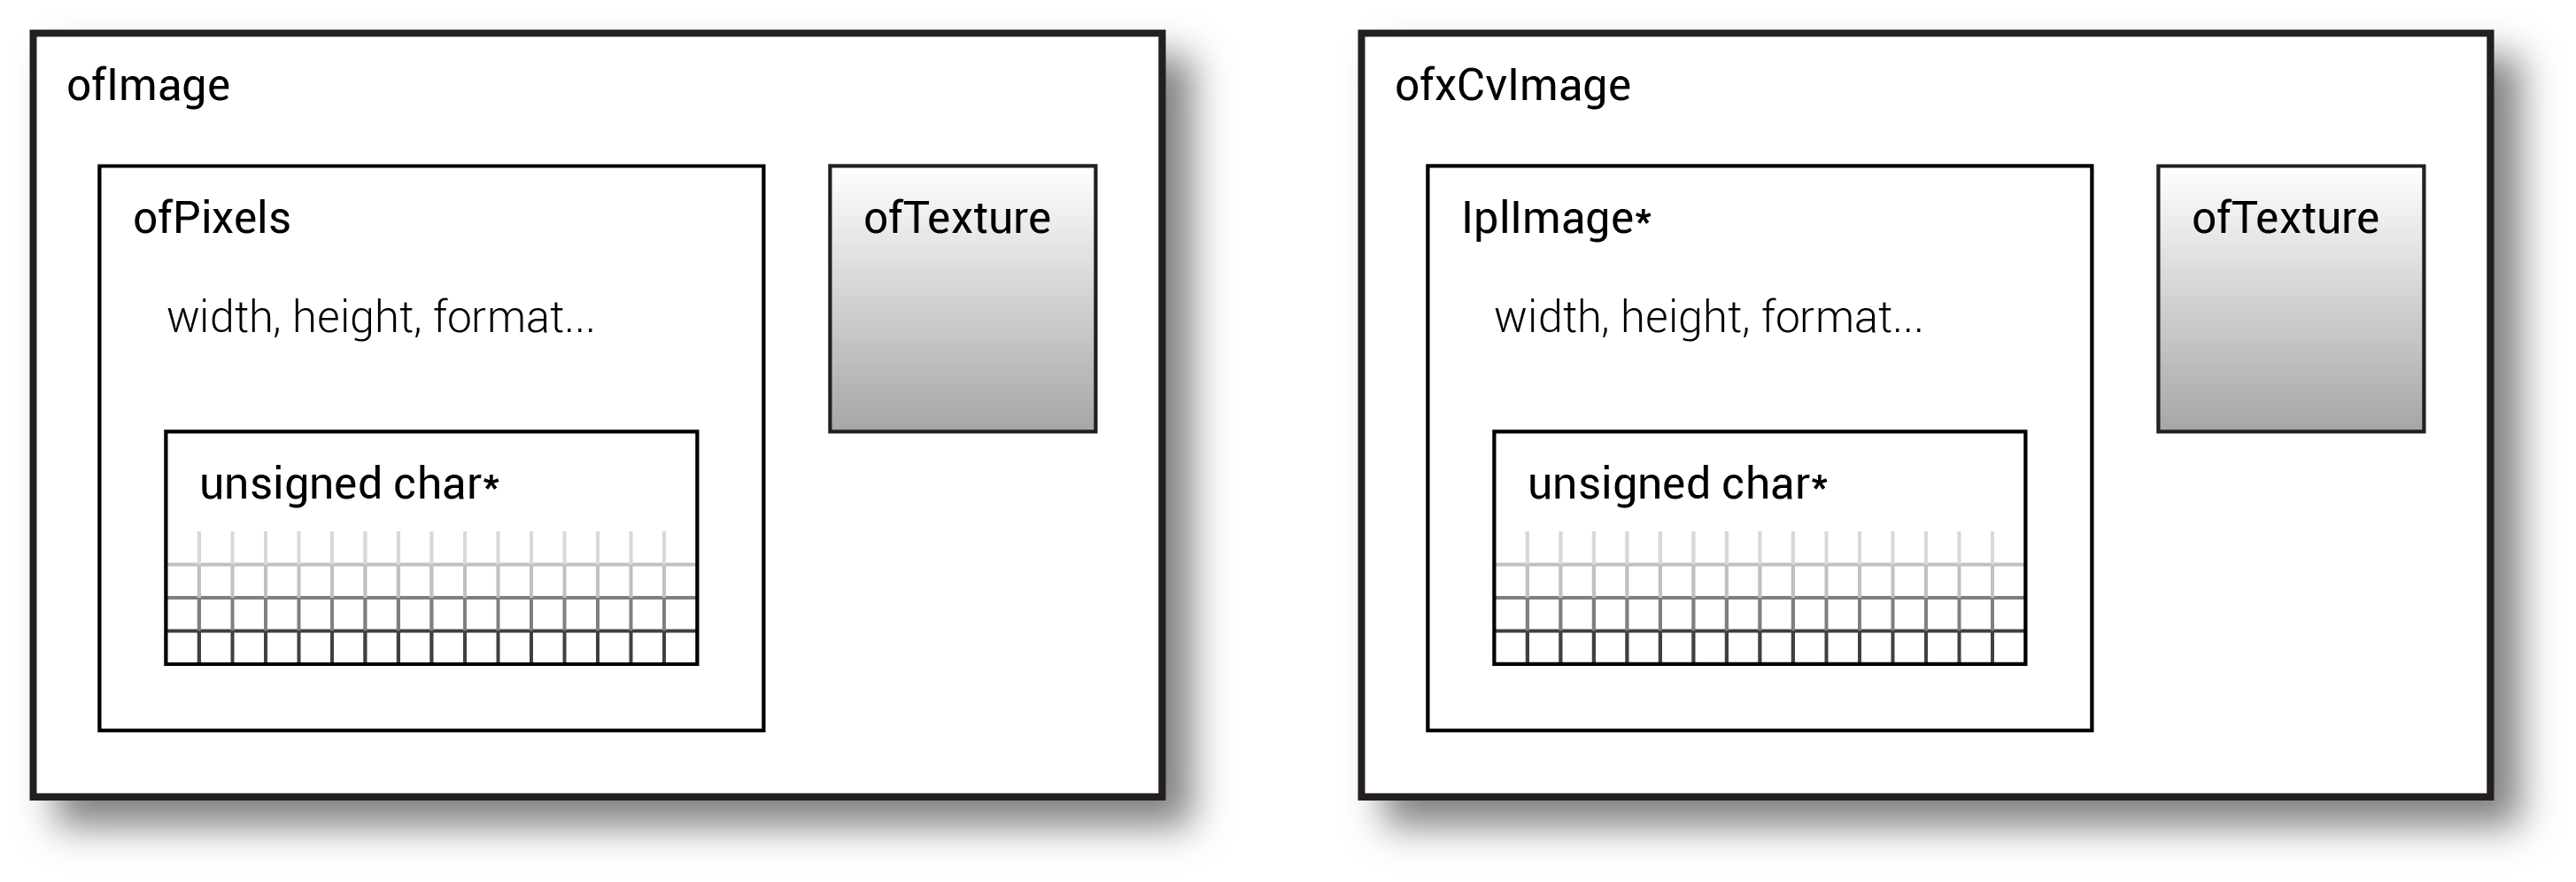 ofImage
ofPixels
width, height, format...
unsigned char*
ofTexture
ofxCvImage
IplImage*
width, height, format...
unsigned char*
ofTexture